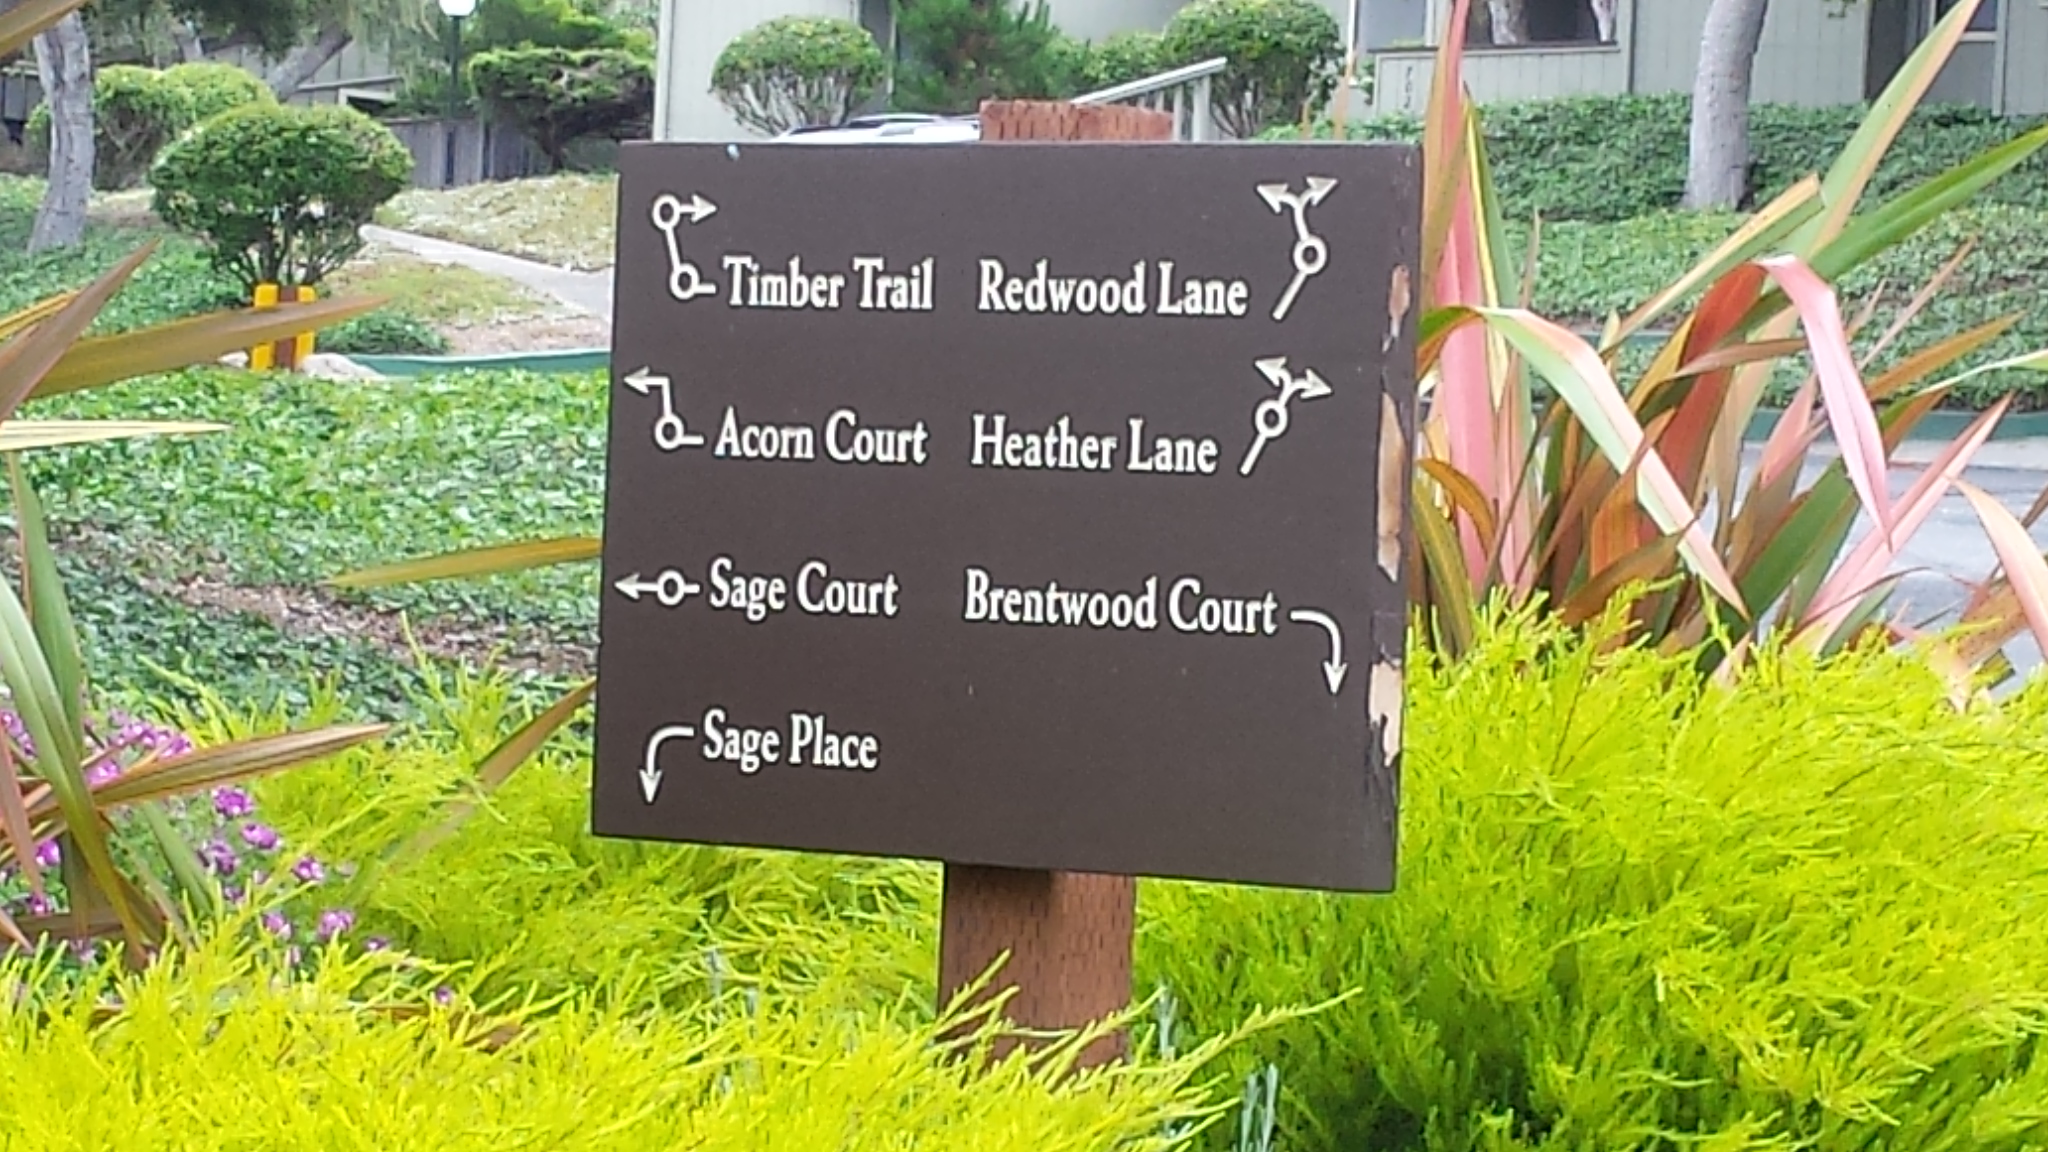 Timber Trail
Redwood Lane
Acorn Court
Heather Lane
Sage Court
Brentwood Court
Sage Place